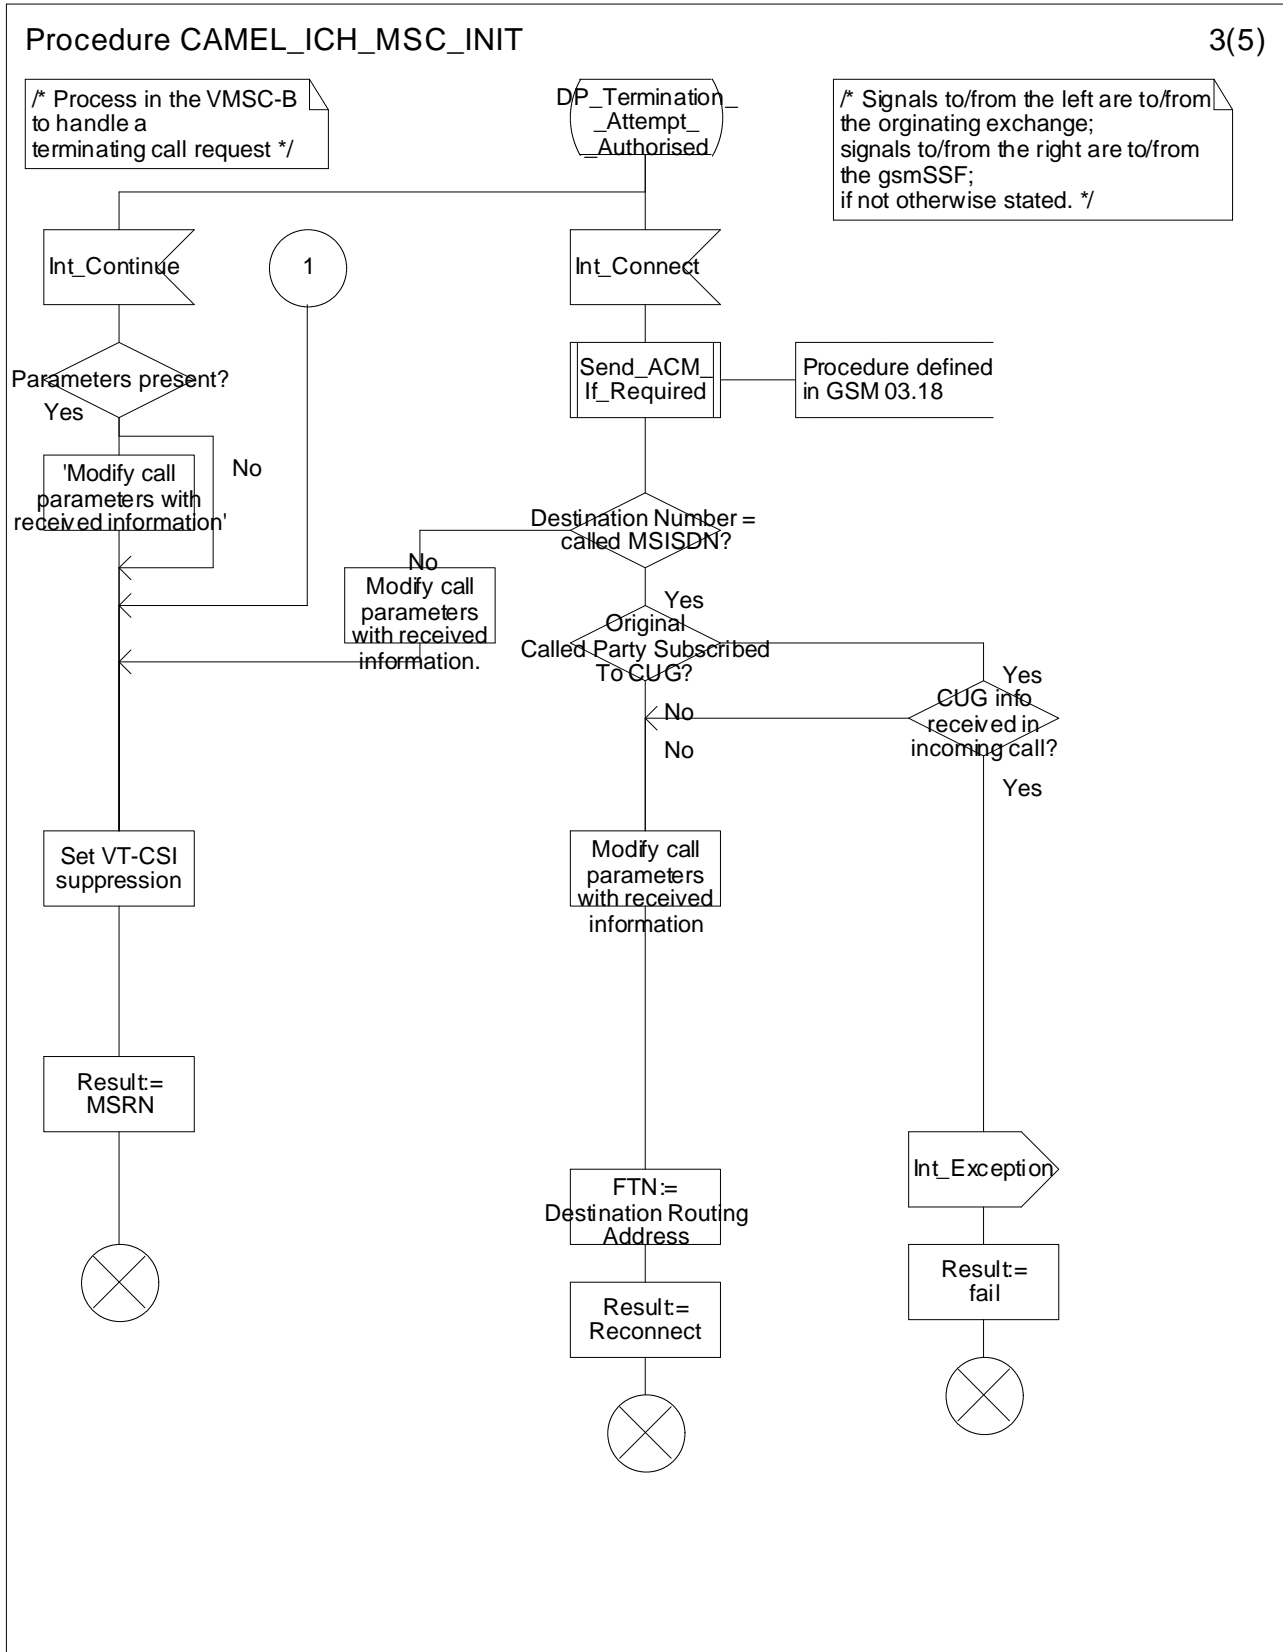 Procedure CAMEL_ICH_MSC_INIT
3(5)
/* Process in the VMSC-B
to handle a
terminating call request */
DP_Termination_
_Attempt_
_Authorised
/* Signals to/from the left are to/from
the orginating exchange;
signals to/from the right are to/from
the gsmSSF;
if not otherwise stated. */
Int_Continue
1
Int_Connect
Parameters present?
Yes
Send_ACM_
If_Required
Procedure defined
in GSM 03.18
No
'Modify call
parameters with
received information'
Destination Number =
called MSISDN?
No
Modify call
parameters
with received
information.
Yes
Original
Called Party Subscribed
To CUG?
Yes
CUG info
received in
incoming call?
No
No
Yes
Set VT-CSI
suppression
Modify call
parameters
with received
information
Result:=
MSRN
Int_Exception
FTN:=
Destination Routing
Address
Result:=
fail
Result:=
Reconnect